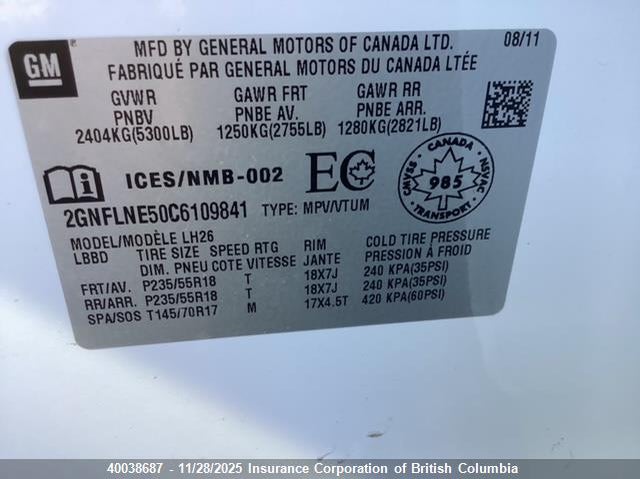 GM
MFD BY GENERAL MOTORS OF CANADA LTD. 08/11
FABRIQUÉ PAR GENERAL MOTORS DU CANADA LTÉE
GVWR GAWR FRT GAWR RR
PNBV PNBE AV. PNBE ARR.
2404KG(5300LB) 1250KG(2755LB) 1280KG(2821LB)
i ICES/NMB-002 EC
CANADA
CMVSS 985 NSVAC
TRANSPORT
2GNFLNE50C6109841 TYPE: MPV/VTUM
MODEL/MODÈLE LH26
LBBD TIRE SIZE SPEED RTG RIM COLD TIRE PRESSURE
DIM. PNEU COTE VITESSE JANTE PRESSION À FROID
FRT/AV. P235/55R18 T 18X7J 240 KPA(35PSI)
RR/ARR. P235/55R18 T 18X7J 240 KPA(35PSI)
SPA/SOS T145/70R17 M 17X4.5T 420 KPA(60PSI)
40038687 - 11/28/2025 Insurance Corporation of British Columbia